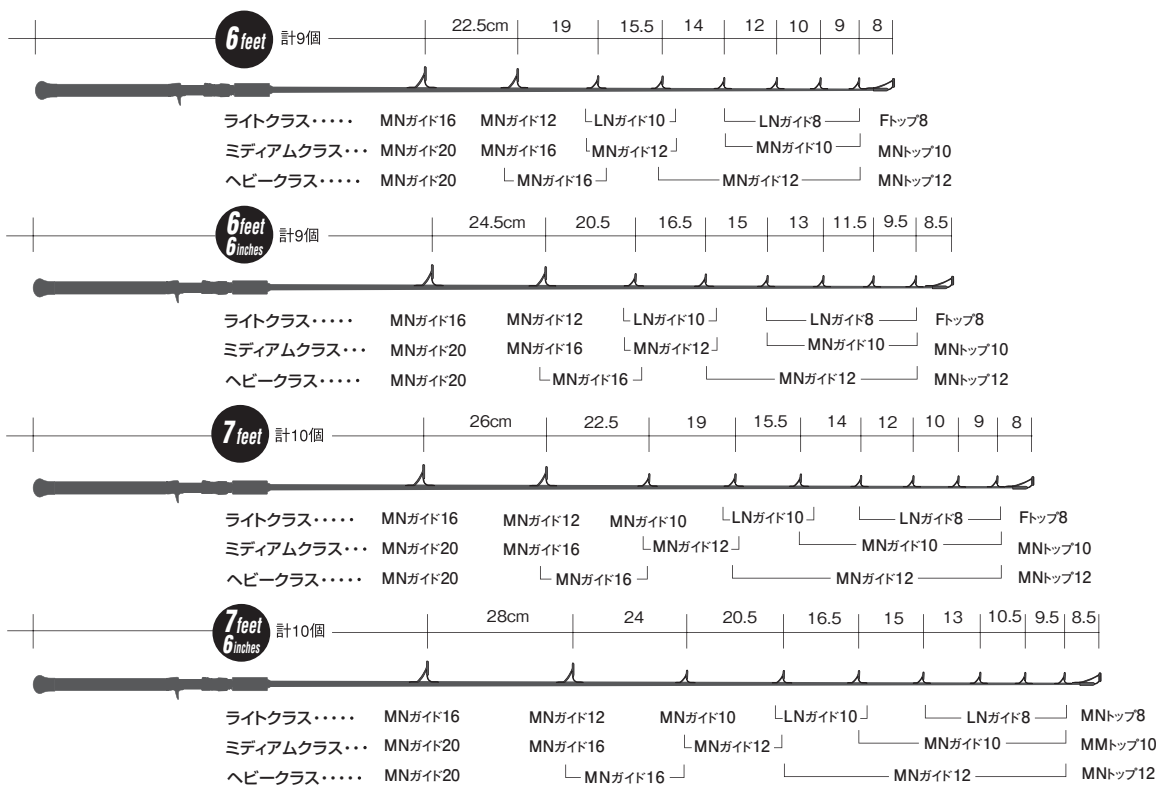 6 feet 計9個 22.5cm 19 15.5 14 12 10 9 8
ライトクラス・・・・・ MNガイド16 MNガイド12 LNガイド10 LNガイド8 Fトップ8
ミディアムクラス・・・ MNガイド20 MNガイド16 MNガイド12 MNガイド10 MNトップ10
ヘビークラス・・・・・ MNガイド20 MNガイド16 MNガイド12 MNトップ12
6 feet 6 inches 計9個 24.5cm 20.5 16.5 15 13 11.5 9.5 8.5
ライトクラス・・・・・ MNガイド16 MNガイド12 LNガイド10 LNガイド8 Fトップ8
ミディアムクラス・・・ MNガイド20 MNガイド16 MNガイド12 MNガイド10 MNトップ10
ヘビークラス・・・・・ MNガイド20 MNガイド16 MNガイド12 MNトップ12
7 feet 計10個 26cm 22.5 19 15.5 14 12 10 9 8
ライトクラス・・・・・ MNガイド16 MNガイド12 MNガイド10 LNガイド10 LNガイド8 Fトップ8
ミディアムクラス・・・ MNガイド20 MNガイド16 MNガイド12 MNガイド10 MNトップ10
ヘビークラス・・・・・ MNガイド20 MNガイド16 MNガイド12 MNトップ12
7 feet 6 inches 計10個 28cm 24 20.5 16.5 15 13 10.5 9.5 8.5
ライトクラス・・・・・ MNガイド16 MNガイド12 MNガイド10 LNガイド10 LNガイド8 MNトップ8
ミディアムクラス・・・ MNガイド20 MNガイド16 MNガイド12 MNガイド10 MMトップ10
ヘビークラス・・・・・ MNガイド20 MNガイド16 MNガイド12 MNトップ12